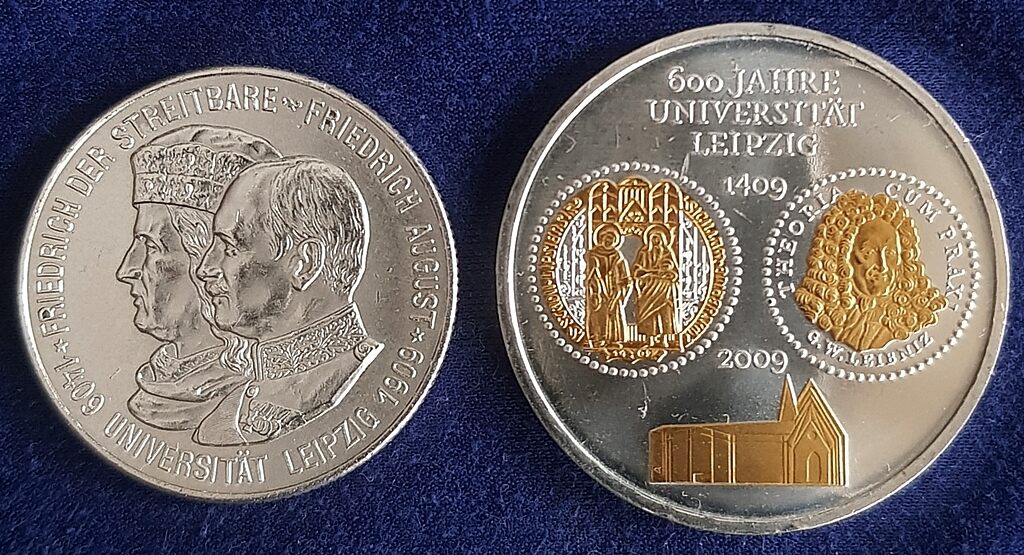 FRIEDRICH DER STREITBARE ~ FRIEDRICH AUGUST
* 1409 UNIVERSITÄT LEIPZIG 1909 *
600 JAHRE
UNIVERSITÄT
LEIPZIG
1409
THEORIA CUM PRAXI
G.W. LEIBNIZ
2009